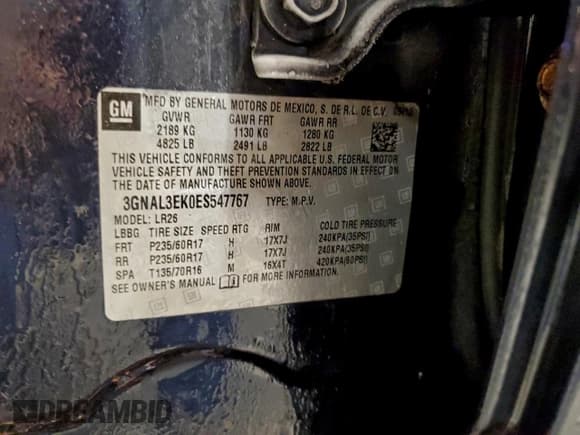 GM MFD BY GENERAL MOTORS DE MEXICO, S. DE R.L. DE C.V.
GVWR GAWR FRT GAWR RR
2189 KG 1130 KG 1280 KG
4825 LB 2491 LB 2822 LB
THIS VEHICLE CONFORMS TO ALL APPLICABLE U.S. FEDERAL MOTOR
VEHICLE SAFETY AND THEFT PREVENTION STANDARDS IN EFFECT ON
THE DATE OF MANUFACTURE SHOWN ABOVE.
3GNAL3EK0ES547767 TYPE: M.P.V.
MODEL: LR26
LBBG TIRE SIZE SPEED RTG RIM COLD TIRE PRESSURE
FRT P235/60R17 H 17X7J 240KPA(35PSI)
RR P235/60R17 H 17X7J 240KPA(35PSI)
SPA T135/70R16 M 16X4T 420KPA(60PSI)
SEE OWNER'S MANUAL FOR MORE INFORMATION.
DREAMBID